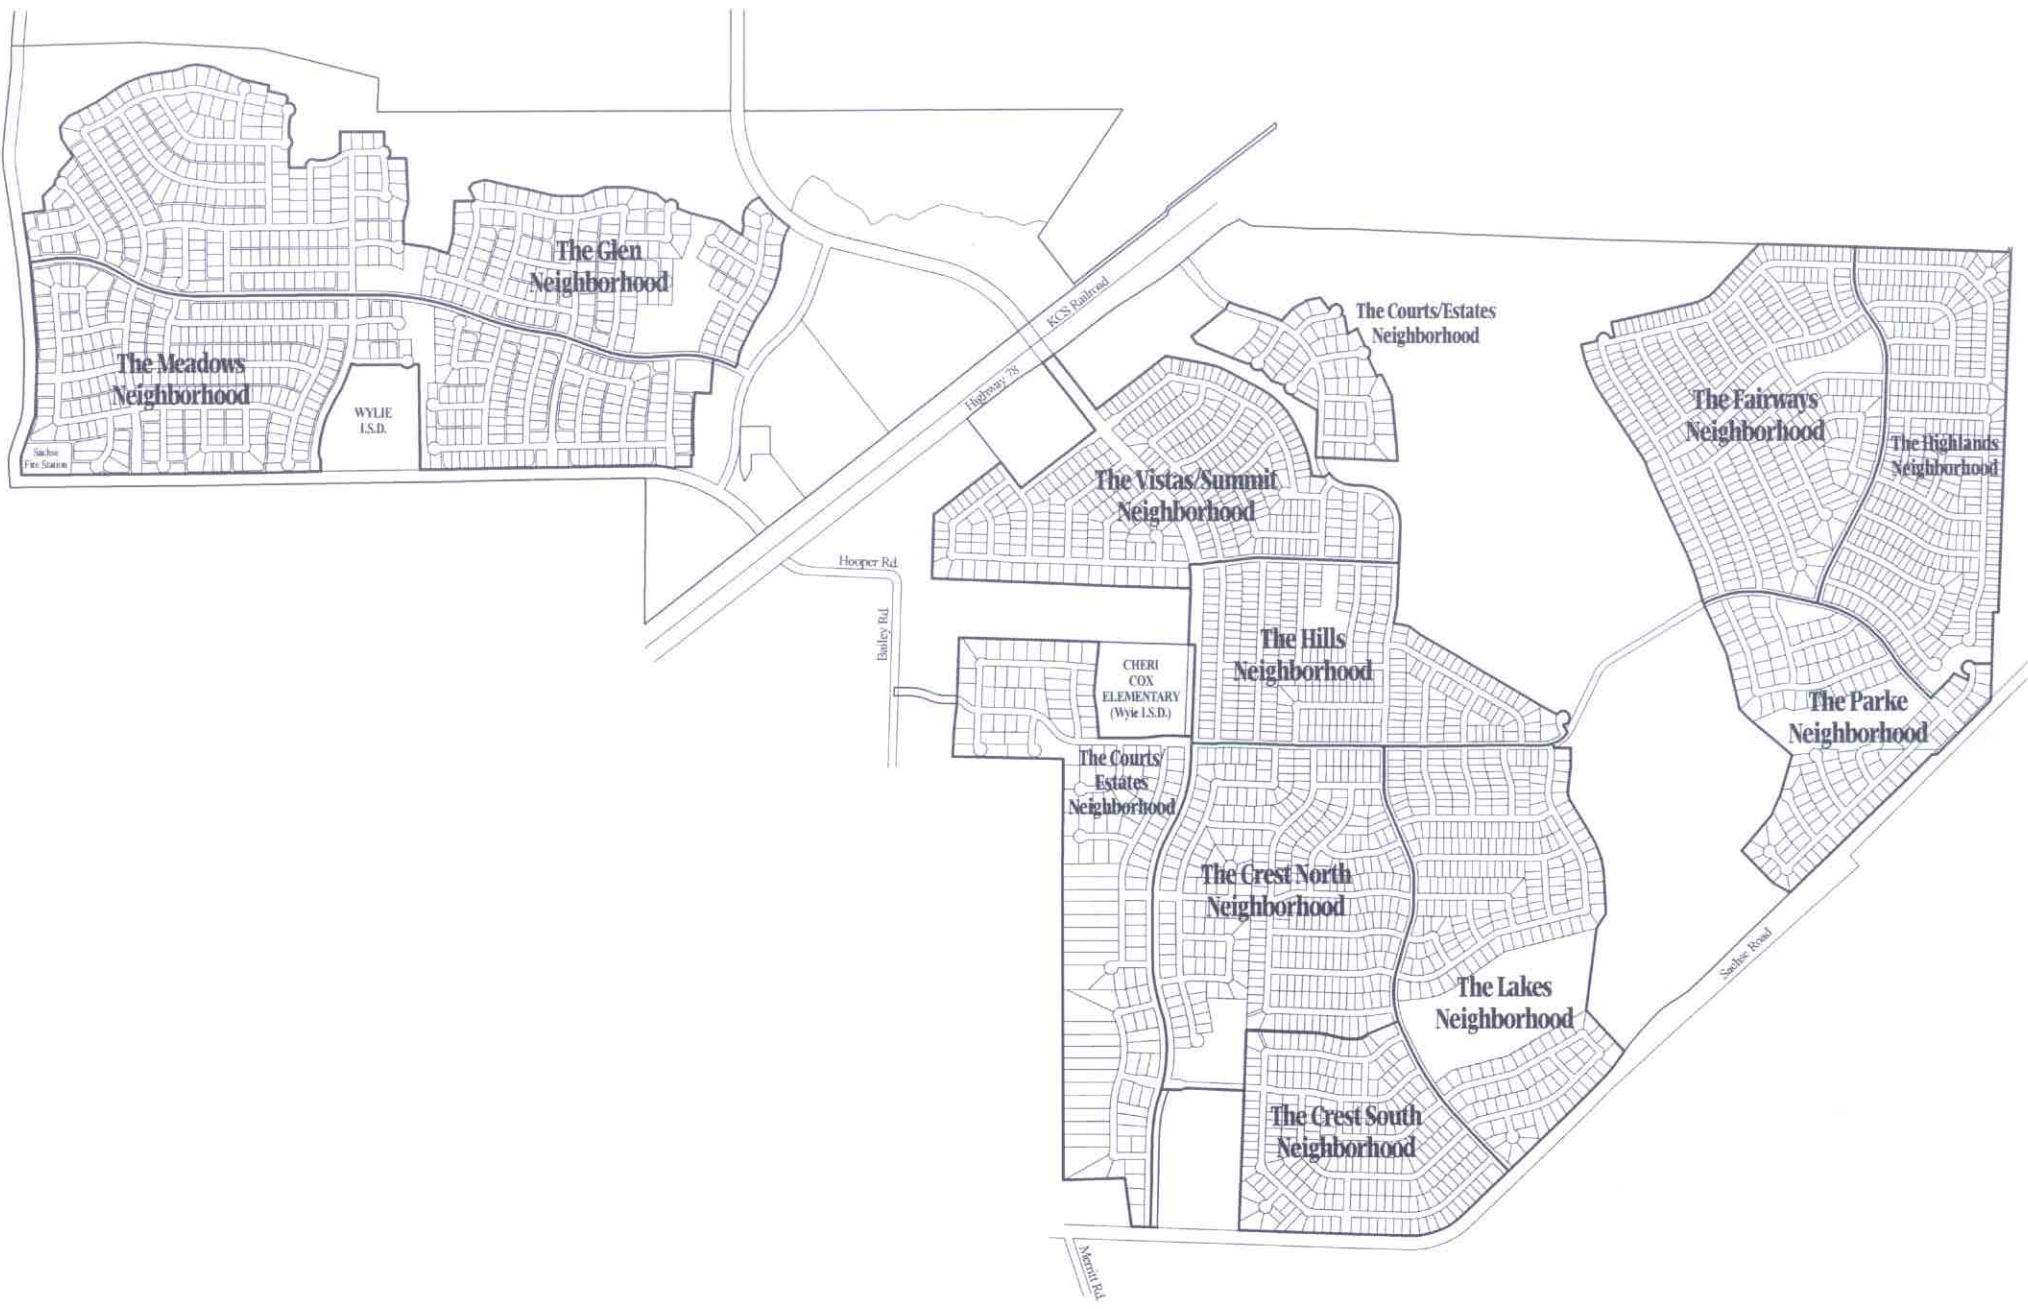 The Glen
Neighborhood
The Meadows
Neighborhood
WYLIE
I.S.D.
Sachse
Fire Station
KCS Railroad
Highway 78
The Courts/Estates
Neighborhood
The Vistas/Summit
Neighborhood
The Fairways
Neighborhood
The Highlands
Neighborhood
Hooper Rd.
Bailey Rd.
The Hills
Neighborhood
CHERI
COX
ELEMENTARY
(Wylie I.S.D.)
The Parke
Neighborhood
The Courts/
Estates
Neighborhood
The Crest North
Neighborhood
Sachse Road
The Lakes
Neighborhood
The Crest South
Neighborhood
Merritt Rd.